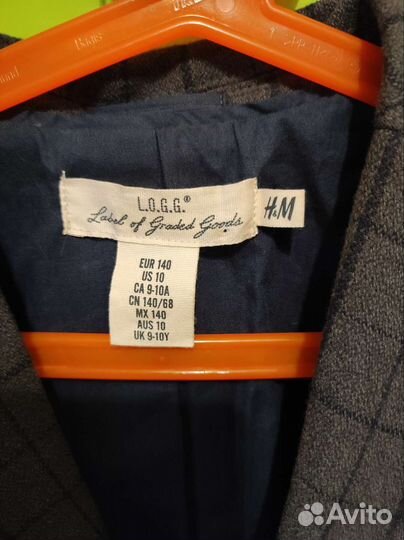 Basic
L.O.G.G.®
Label of Graded Goods
H&M
EUR 140
US 10
CA 9-10A
CN 140/68
MX 140
AUS 10
UK 9-10Y
Avito